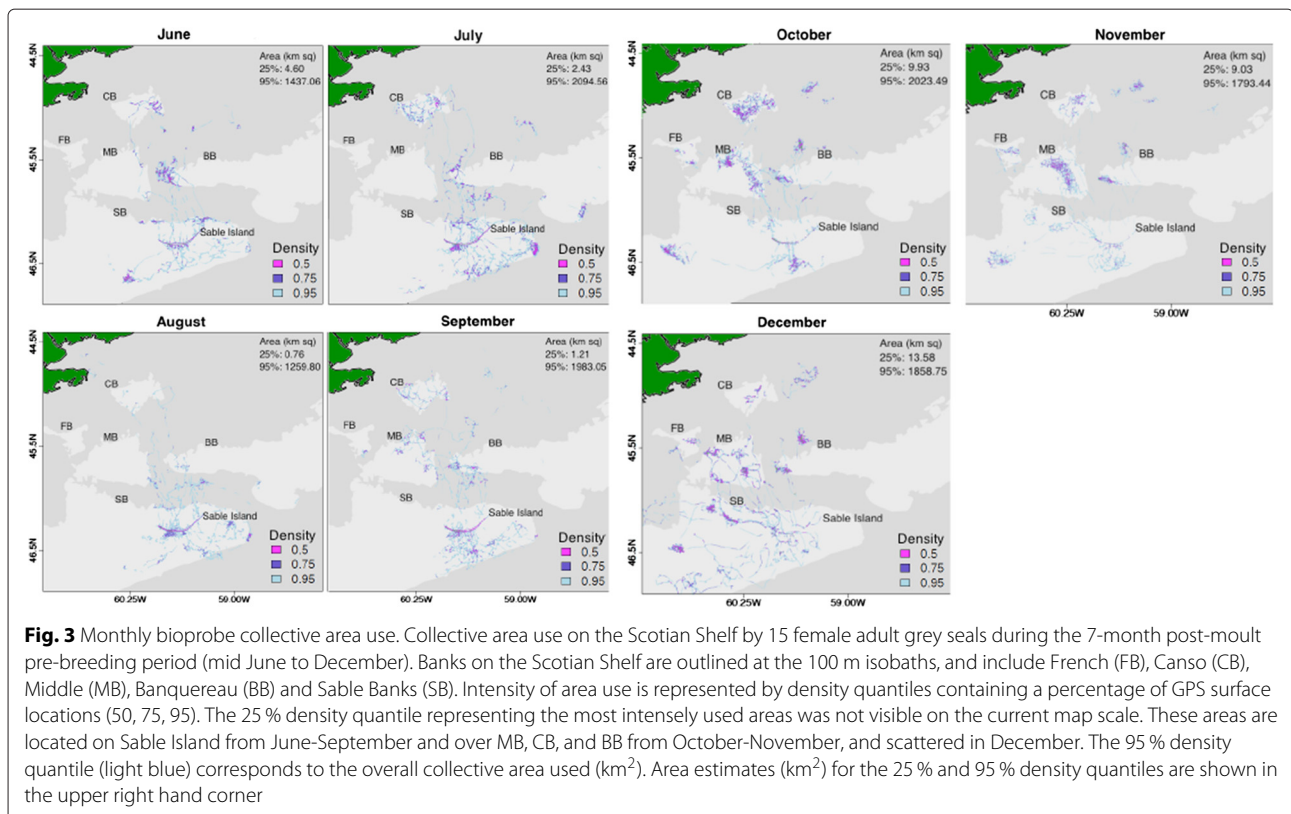 June
44.5N
45.5N
46.5N
Area (km sq)
25%: 4.60
95%: 1437.06
CB
FB
MB
BB
SB
Sable Island
Density
0.5
0.75
0.95
July
Area (km sq)
25%: 2.43
95%: 2094.56
CB
FB
MB
BB
SB
Sable Island
Density
0.5
0.75
0.95
October
44.5N
45.5N
46.5N
Area (km sq)
25%: 9.93
95%: 2023.49
CB
FB
MB
BB
SB
Sable Island
Density
0.5
0.75
0.95
November
Area (km sq)
25%: 9.03
95%: 1793.44
CB
FB
MB
BB
SB
Sable Island
Density
0.5
0.75
0.95
60.25W
59.00W
August
44.5N
45.5N
46.5N
Area (km sq)
25%: 0.76
95%: 1259.80
CB
FB
MB
BB
SB
Sable Island
Density
0.5
0.75
0.95
60.25W
59.00W
September
Area (km sq)
25%: 1.21
95%: 1983.05
CB
FB
MB
BB
SB
Sable Island
Density
0.5
0.75
0.95
60.25W
59.00W
December
44.5N
45.5N
46.5N
Area (km sq)
25%: 13.58
95%: 1858.75
CB
FB
MB
BB
SB
Sable Island
Density
0.5
0.75
0.95
60.25W
59.00W
Fig. 3 Monthly bioprobe collective area use. Collective area use on the Scotian Shelf by 15 female adult grey seals during the 7-month post-moult
pre-breeding period (mid June to December). Banks on the Scotian Shelf are outlined at the 100 m isobaths, and include French (FB), Canso (CB),
Middle (MB), Banquereau (BB) and Sable Banks (SB). Intensity of area use is represented by density quantiles containing a percentage of GPS surface
locations (50, 75, 95). The 25 % density quantile representing the most intensely used areas was not visible on the current map scale. These areas are
located on Sable Island from June-September and over MB, CB, and BB from October-November, and scattered in December. The 95 % density
quantile (light blue) corresponds to the overall collective area used (km²). Area estimates (km²) for the 25 % and 95 % density quantiles are shown in
the upper right hand corner